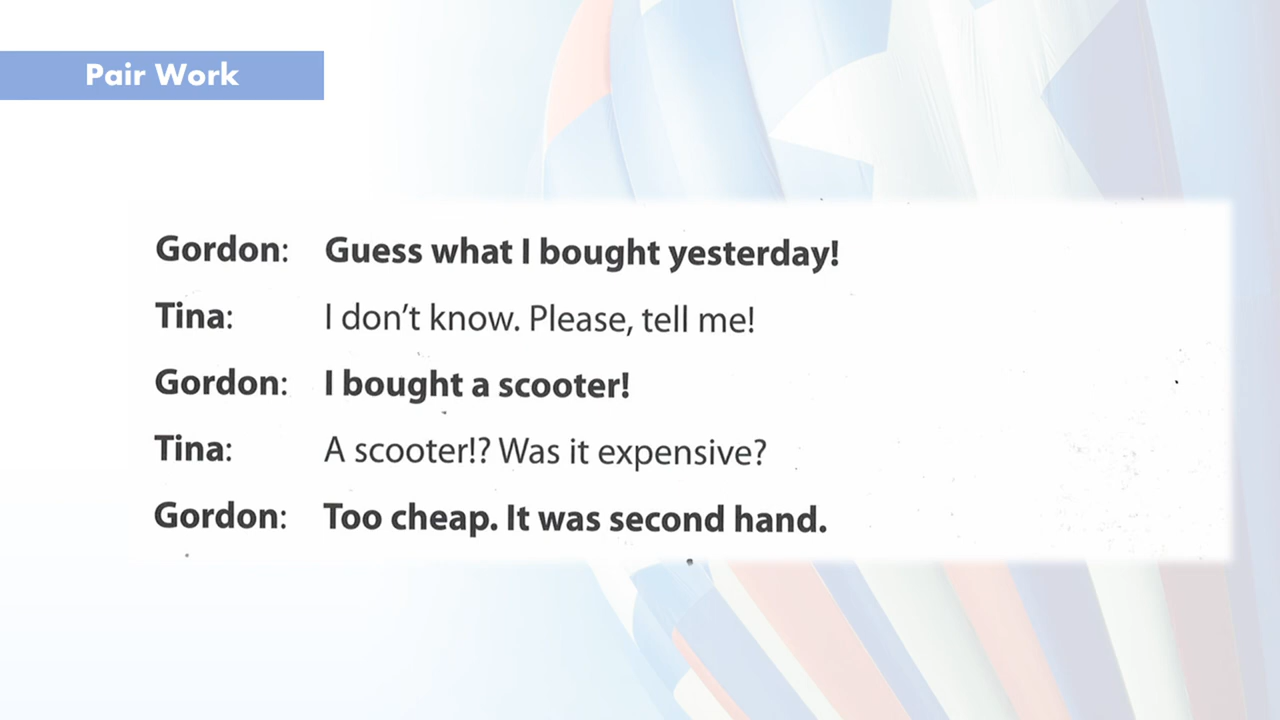 Pair Work
Gordon: Guess what I bought yesterday!
Tina: I don't know. Please, tell me!
Gordon: I bought a scooter!
Tina: A scooter!? Was it expensive?
Gordon: Too cheap. It was second hand.